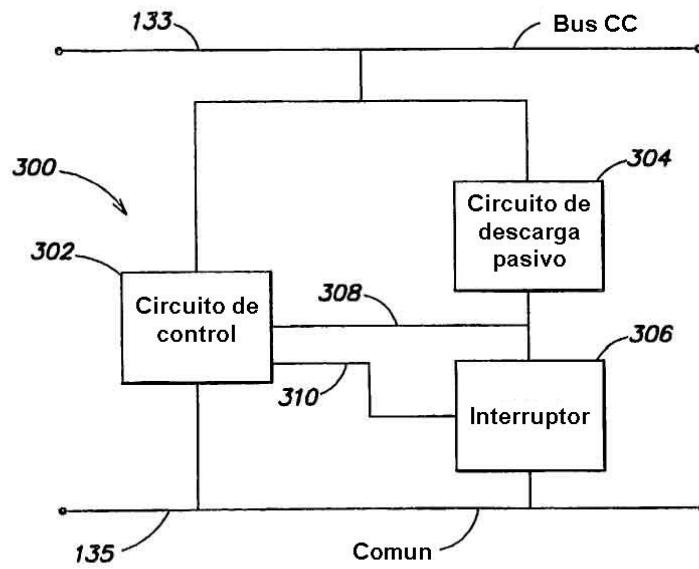 133
Bus CC
300
304
Circuito de
descarga
pasivo
302
Circuito de
control
308
306
310
Interruptor
135
Comun